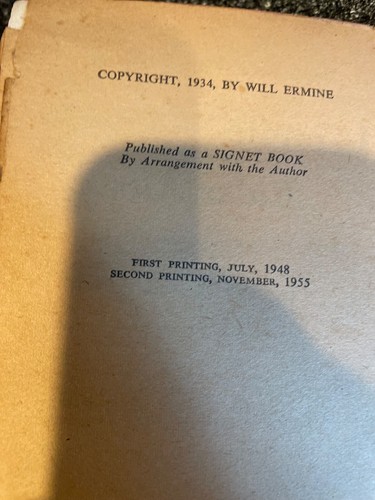 COPYRIGHT, 1934, BY WILL ERMINE
Published as a SIGNET BOOK
By Arrangement with the Author
FIRST PRINTING, JULY, 1948
SECOND PRINTING, NOVEMBER, 1955